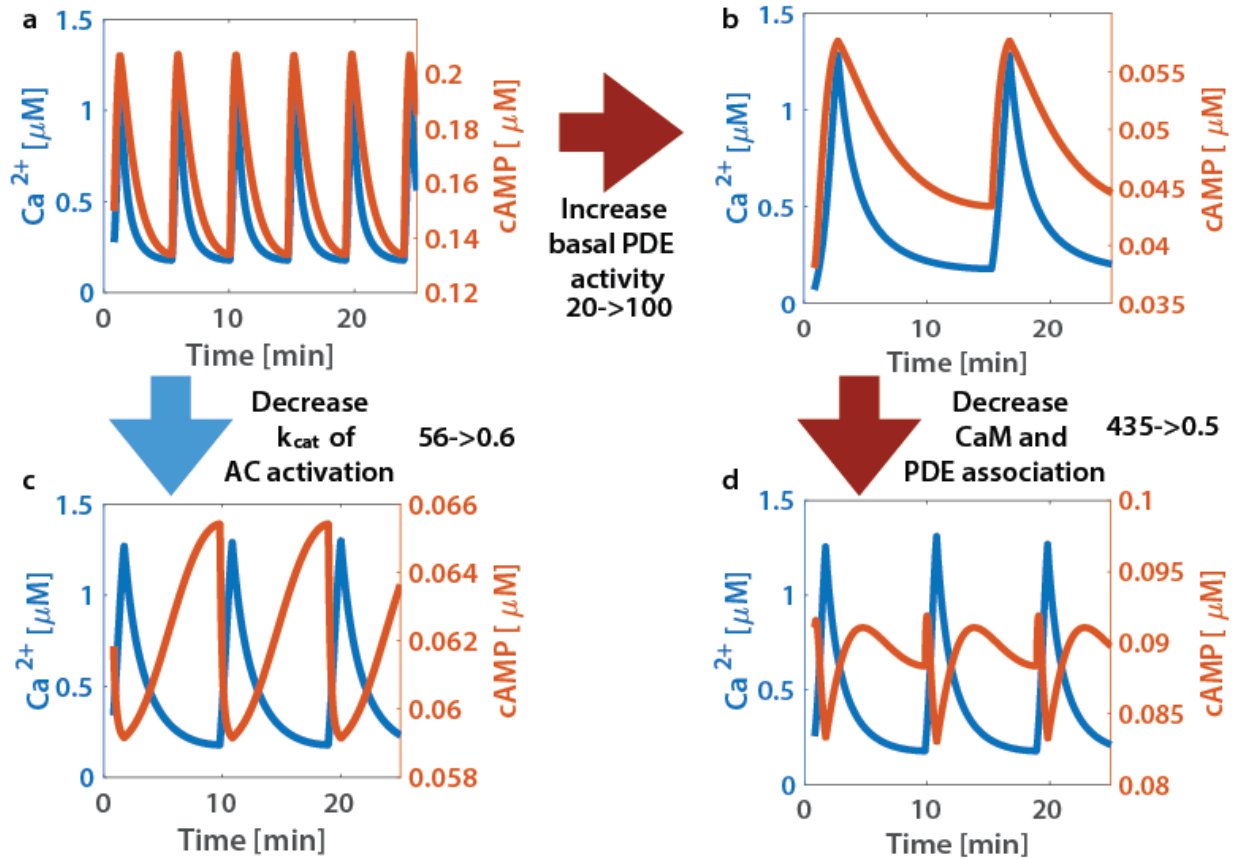 a
1.5
1
0.5
0
Ca 2+ [μM]
0.2
0.18
0.16
0.14
0.12
cAMP [ μM]
0
10
20
Time [min]
Increase
basal PDE
activity
20->100
b
1.5
1
0.5
0
Ca 2+ [μM]
0.055
0.05
0.045
0.04
0.035
cAMP [ μM]
0
10
20
Time [min]
Decrease
kcat of
AC activation
56->0.6
Decrease
CaM and
PDE association
435->0.5
c
1.5
1
0.5
0
Ca 2+ [μM]
0.066
0.064
0.062
0.06
0.058
cAMP [ μM]
0
10
20
Time [min]
d
1.5
1
0.5
0
Ca 2+ [μM]
0.1
0.095
0.09
0.085
0.08
cAMP [ μM]
0
10
20
Time [min]